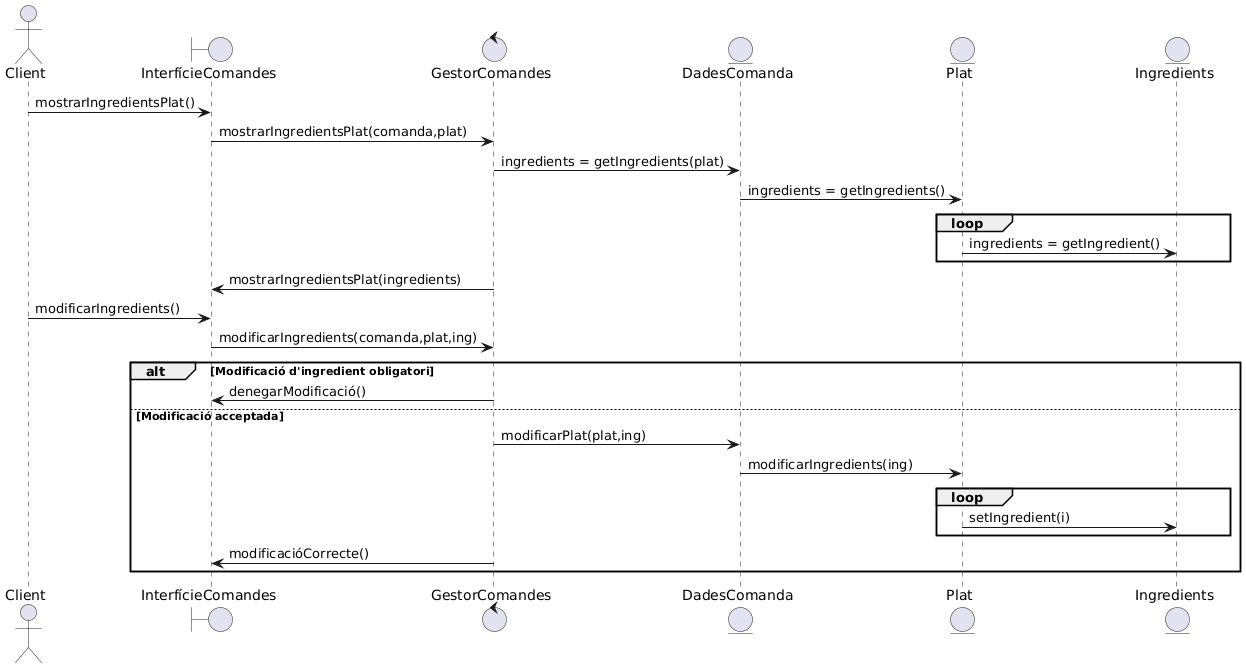 Client
InterfícieComandes
GestorComandes
DadesComanda
Plat
Ingredients
mostrarIngredientsPlat()
mostrarIngredientsPlat(comanda,plat)
ingredients = getIngredients(plat)
ingredients = getIngredients()
loop
ingredients = getIngredient()
mostrarIngredientsPlat(ingredients)
modificarIngredients()
modificarIngredients(comanda,plat,ing)
alt [Modificació d'ingredient obligatori]
denegarModificació()
[Modificació acceptada]
modificarPlat(plat,ing)
modificarIngredients(ing)
loop
setIngredient(i)
modificacióCorrecte()
Client
InterfícieComandes
GestorComandes
DadesComanda
Plat
Ingredients